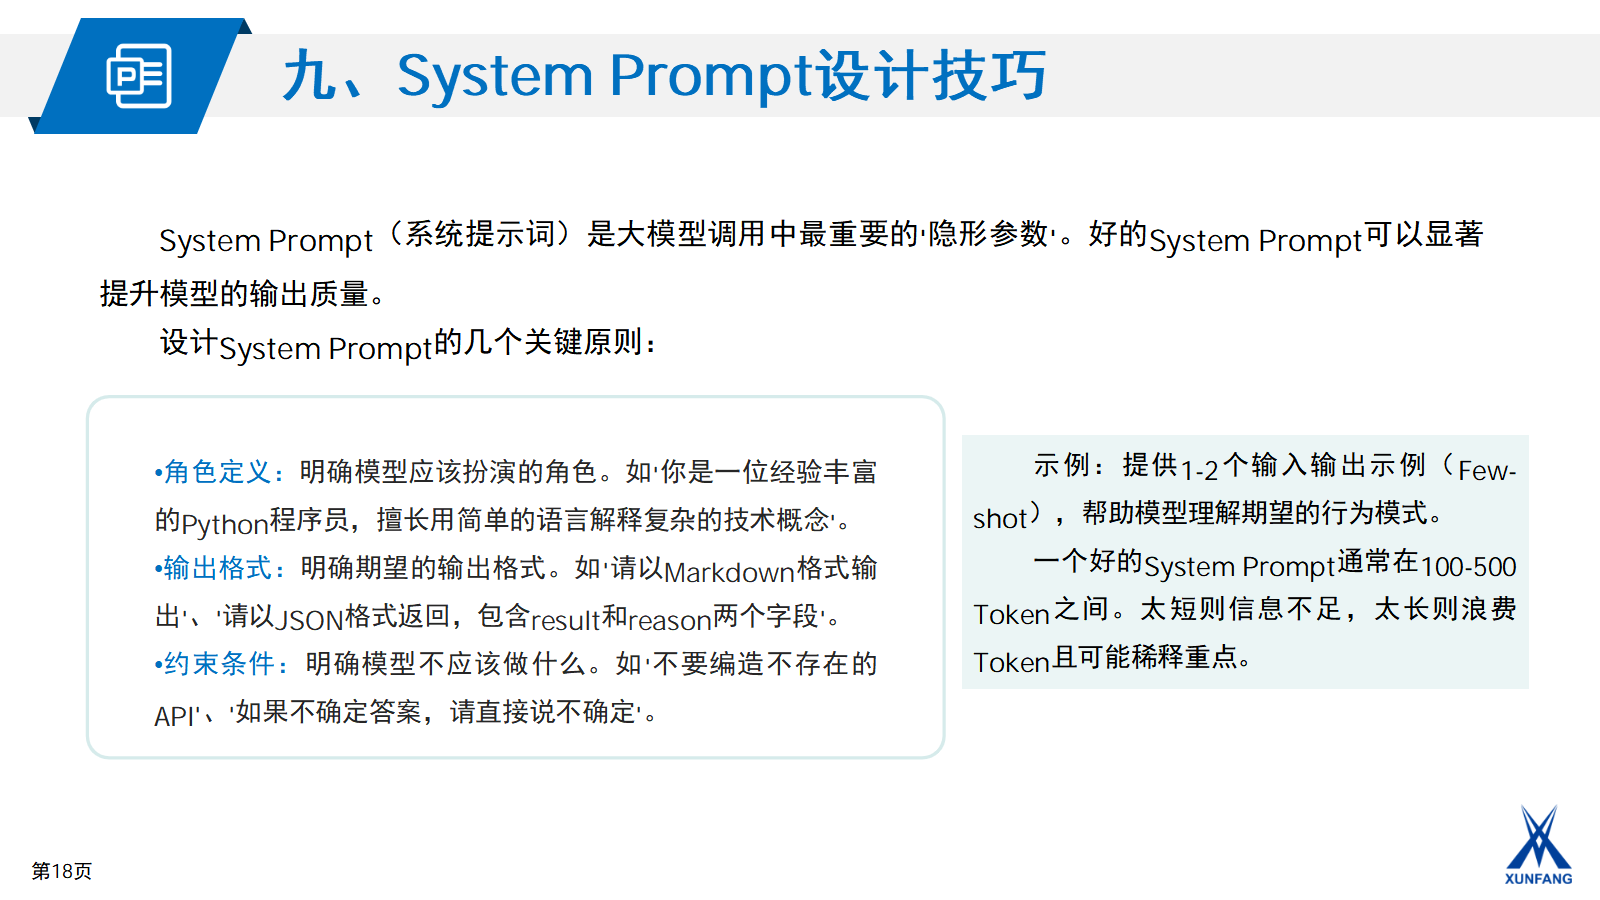 九、System Prompt设计技巧
System Prompt（系统提示词）是大模型调用中最重要的'隐形参数'。好的System Prompt可以显著
提升模型的输出质量。
设计System Prompt的几个关键原则：
•角色定义：明确模型应该扮演的角色。如'你是一位经验丰富
的Python程序员，擅长用简单的语言解释复杂的技术概念'。
•输出格式：明确期望的输出格式。如'请以Markdown格式输
出'、'请以JSON格式返回，包含result和reason两个字段'。
•约束条件：明确模型不应该做什么。如'不要编造不存在的
API'、'如果不确定答案，请直接说不确定'。
示例：提供1-2个输入输出示例（Few-
shot），帮助模型理解期望的行为模式。
一个好的System Prompt通常在100-500
Token之间。太短则信息不足，太长则浪费
Token且可能稀释重点。
第18页
XUNFANG